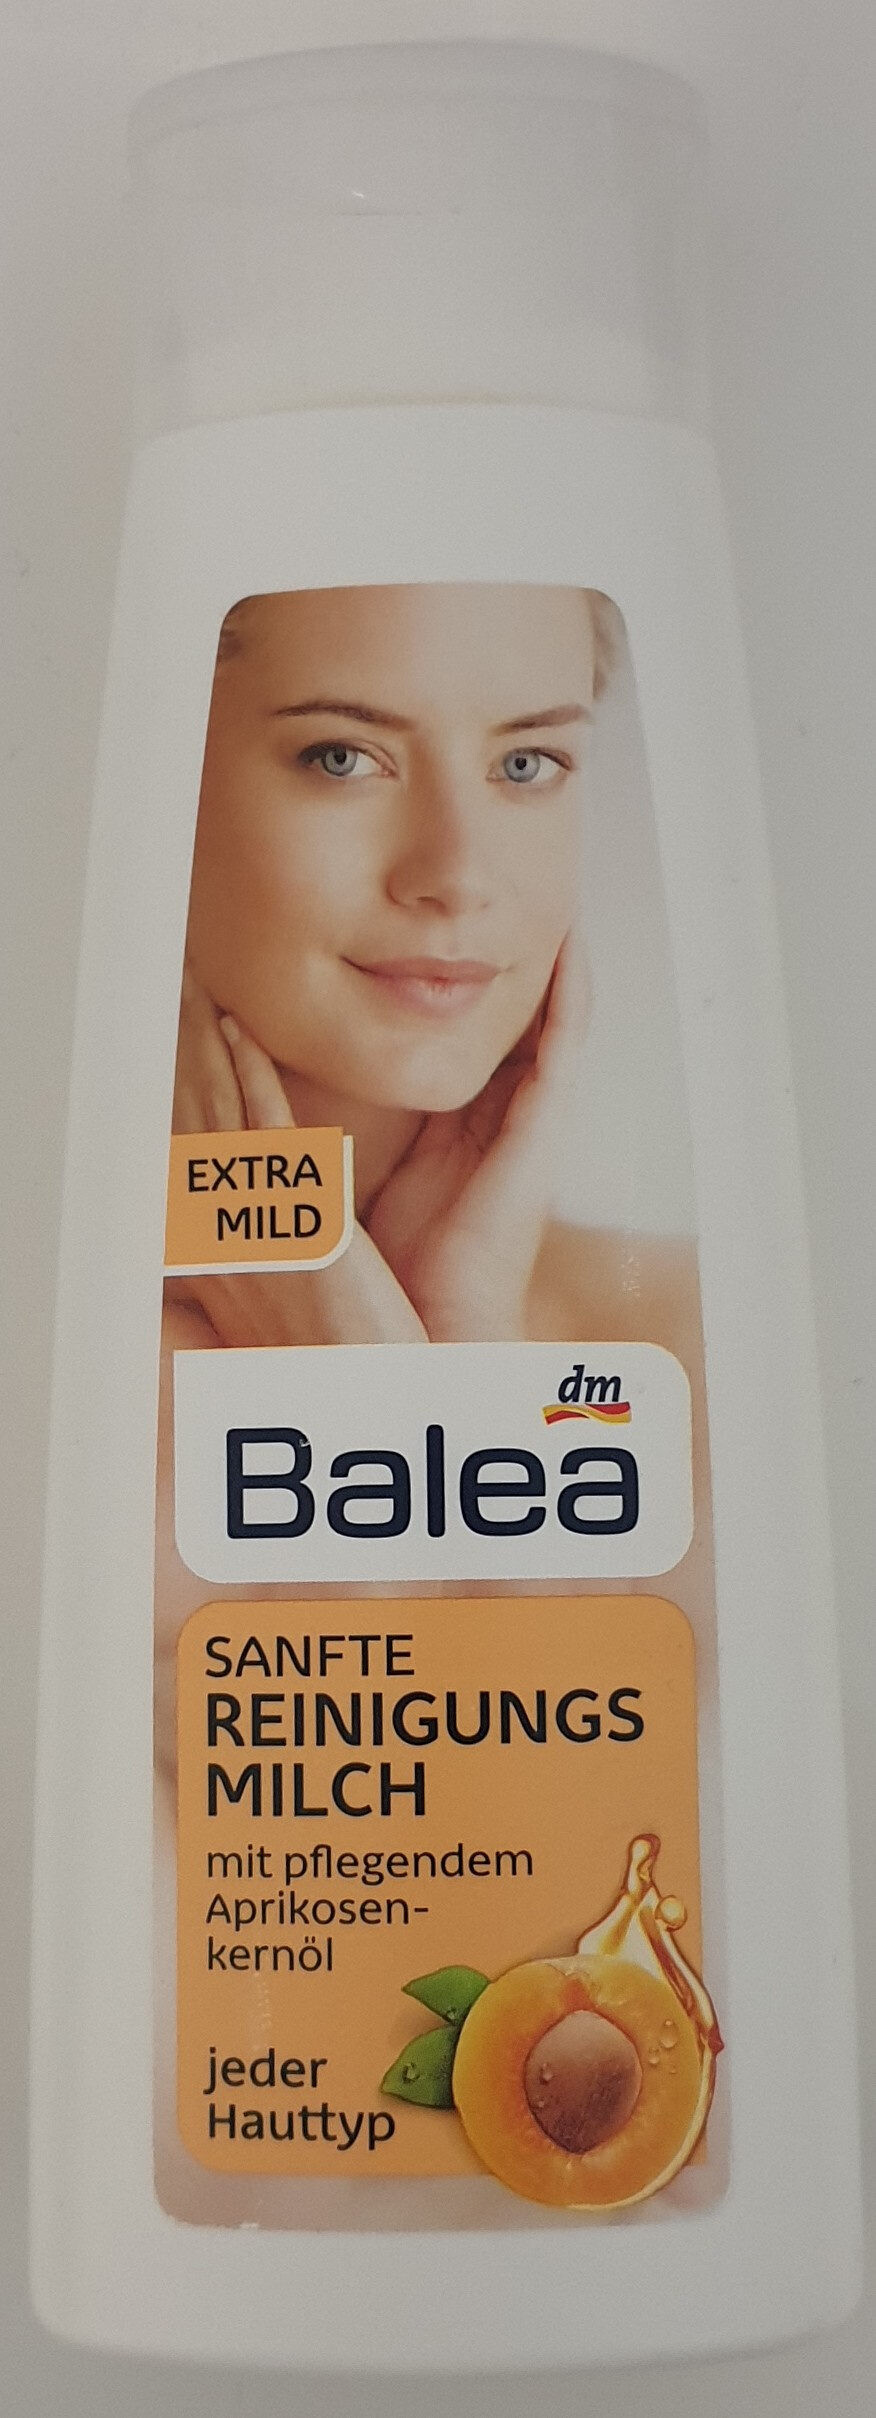 EXTRA
MILD
dm
Balea
SANFTE
REINIGUNGS
MILCH
mit pflegendem
Aprikosen-
kernöl
jeder
Hauttyp